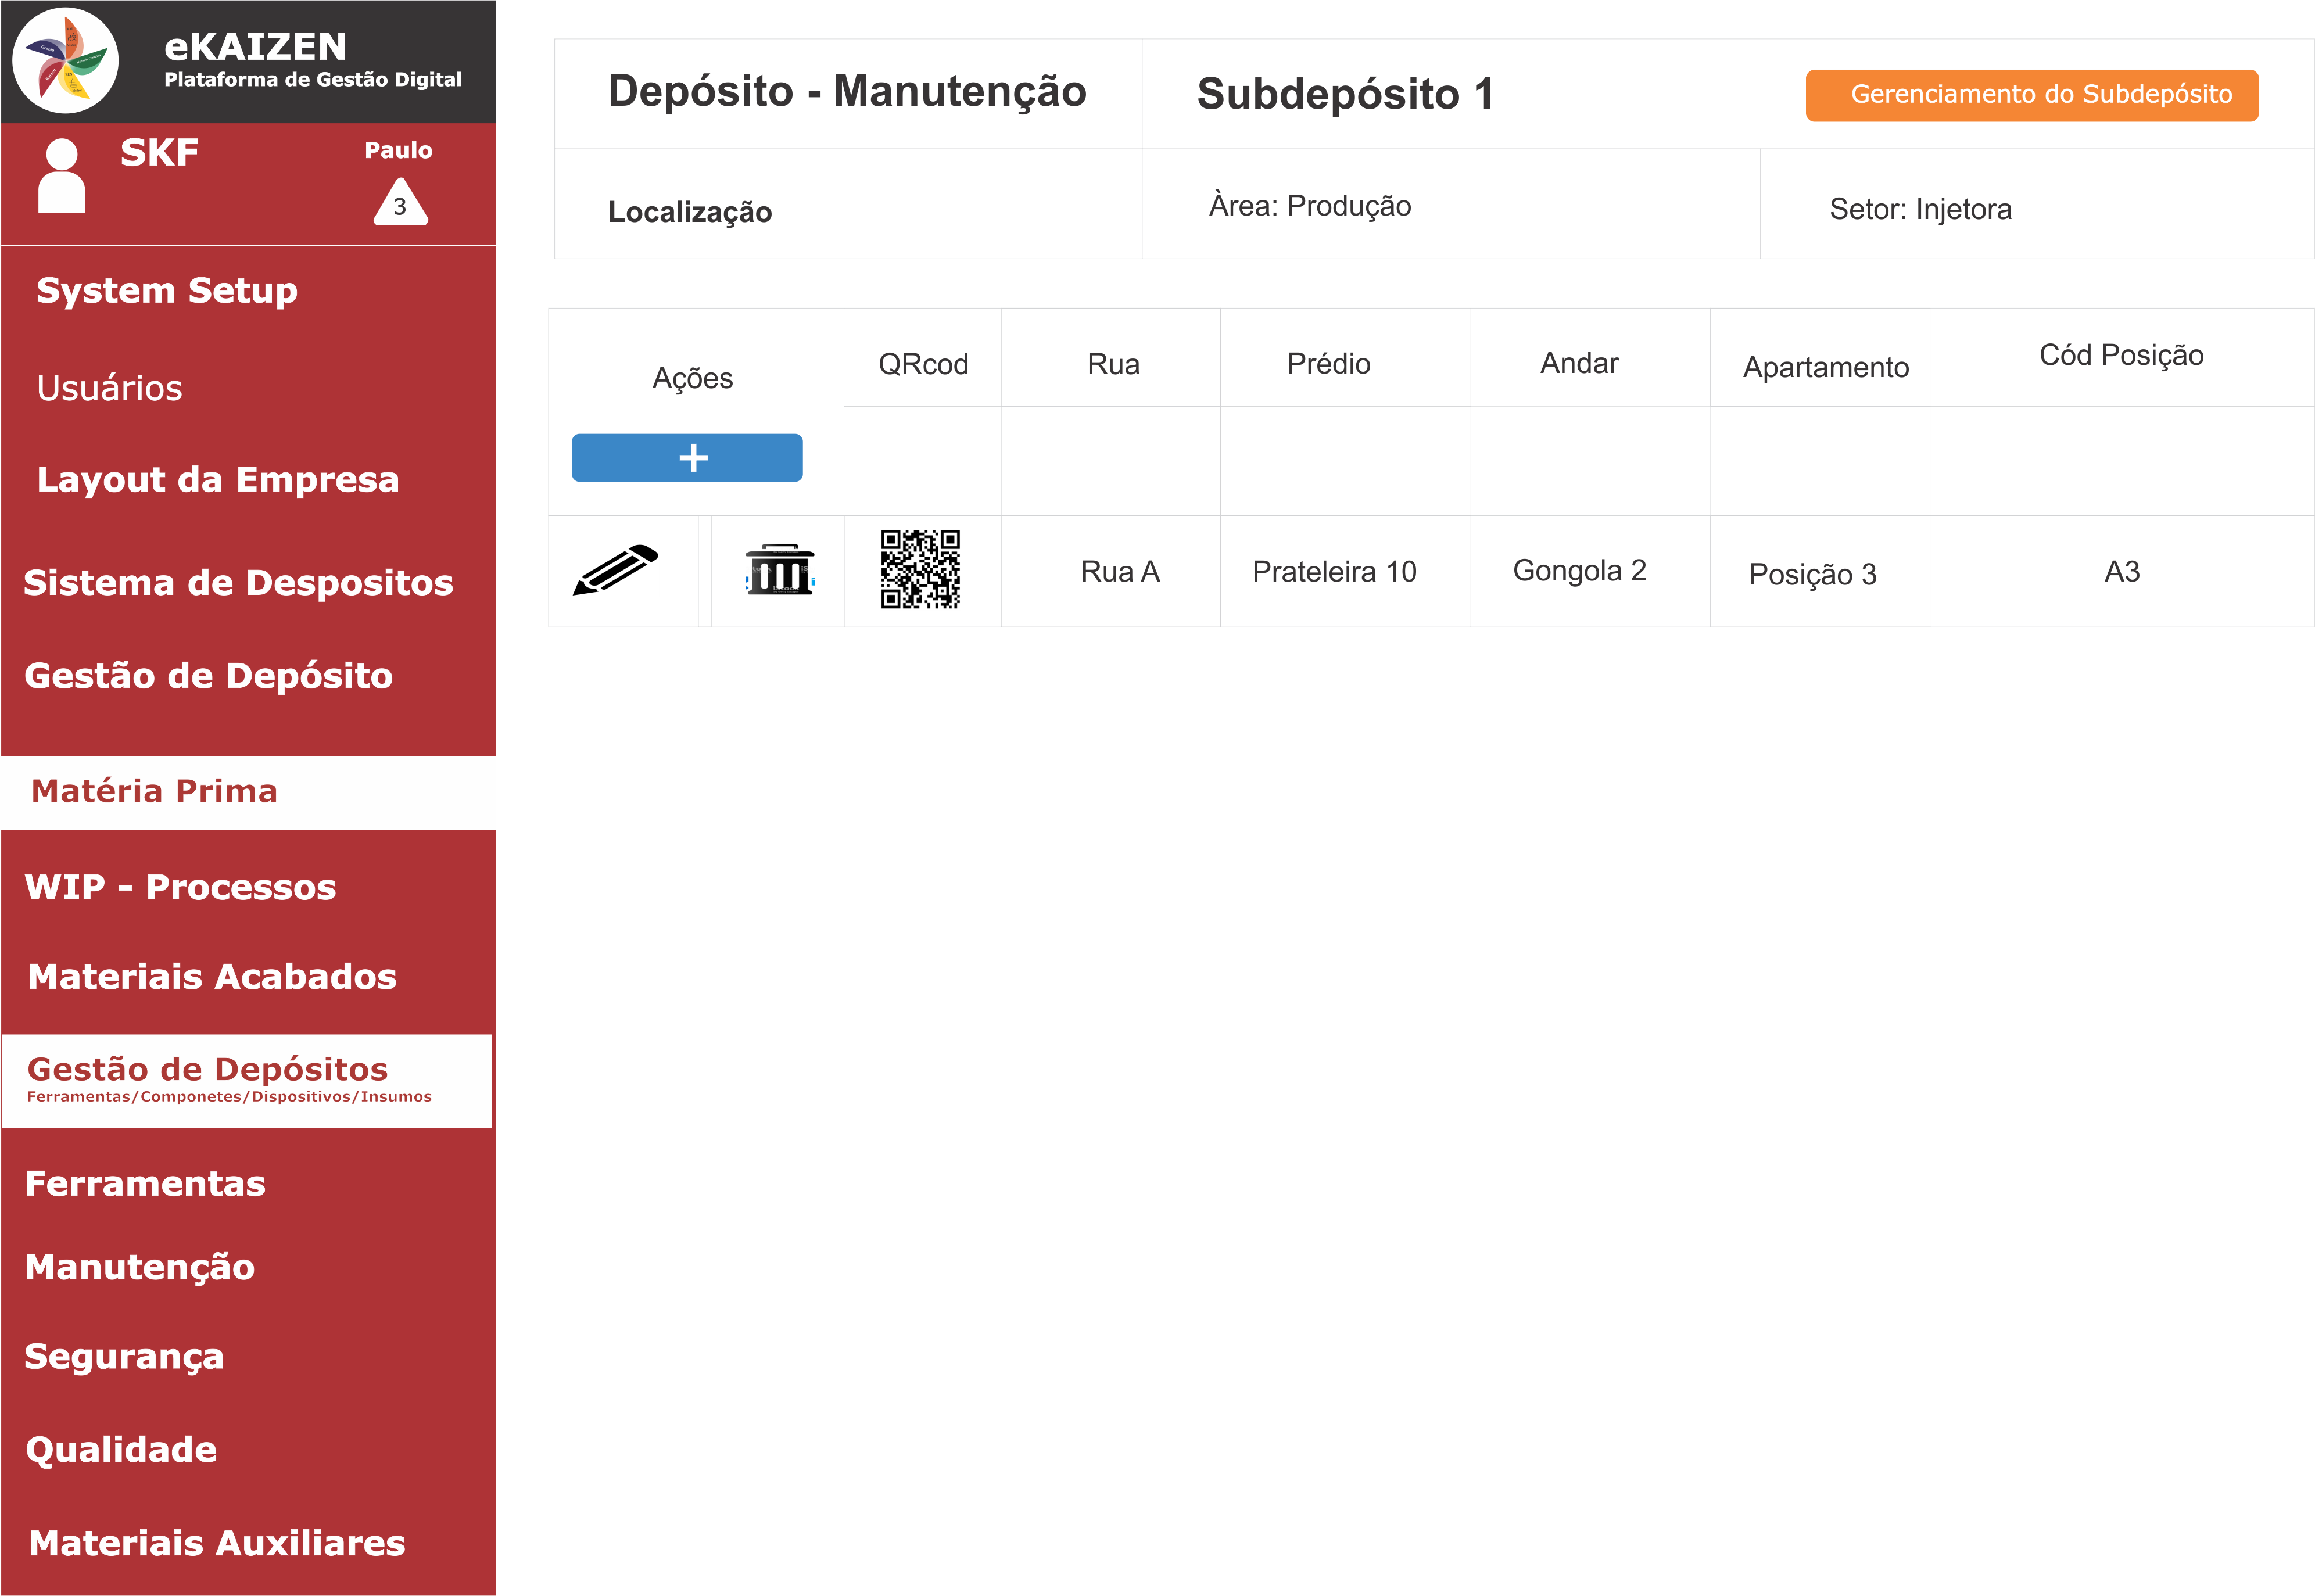 eKAIZEN
Plataforma de Gestão Digital
SKF
Paulo
3
System Setup
Usuários
Layout da Empresa
Sistema de Despositos
Gestão de Depósito
Matéria Prima
WIP - Processos
Materiais Acabados
Gestão de Depósitos
Ferramentas/Componetes/Dispositivos/Insumos
Ferramentas
Manutenção
Segurança
Qualidade
Materiais Auxiliares
Depósito - Manutenção
Subdepósito 1
Gerenciamento do Subdepósito
Localização
Àrea: Produção
Setor: Injetora
Ações
QRcod
Rua
Prédio
Andar
Apartamento
Cód Posição
+
Rua A
Prateleira 10
Gongola 2
Posição 3
A3